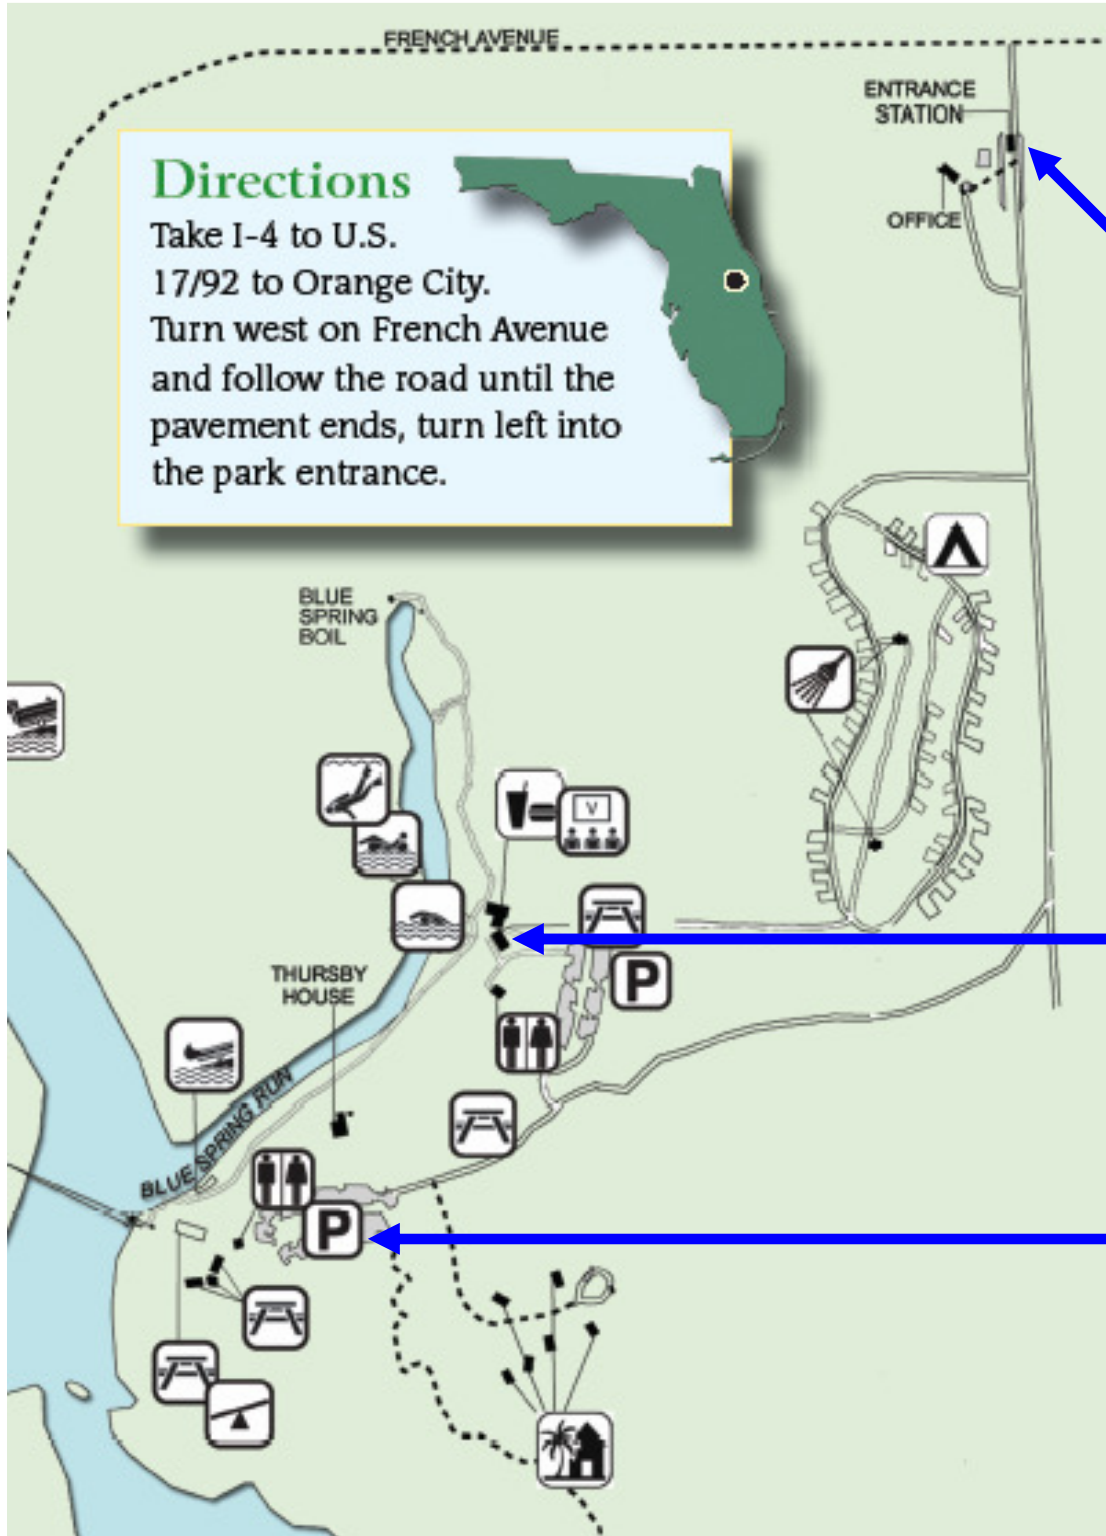 FRENCH AVENUE
ENTRANCE
STATION
OFFICE
Directions
Take I-4 to U.S.
17/92 to Orange City.
Turn west on French Avenue
and follow the road until the
pavement ends, turn left into
the park entrance.
BLUE
SPRING
BOIL
V
P
THURSBY
HOUSE
BLUE SPRING RUN
P